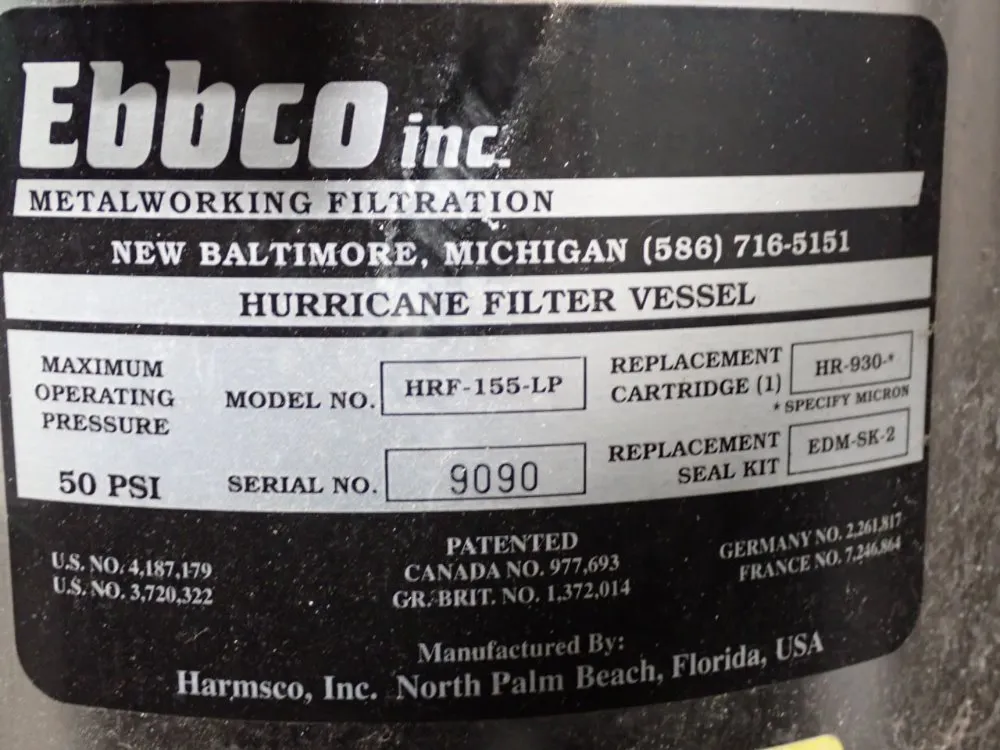 Ebbco inc.
METALWORKING FILTRATION
NEW BALTIMORE, MICHIGAN (586) 716-5151
HURRICANE FILTER VESSEL
MAXIMUM
OPERATING
PRESSURE
50 PSI
MODEL NO. HRF-155-LP
SERIAL NO. 9090
REPLACEMENT
CARTRIDGE (1) HR-930-*
* SPECIFY MICRON
REPLACEMENT
SEAL KIT EDM-SK-2
U.S. NO. 4,187,179
U.S. NO. 3,720,322
PATENTED
CANADA NO. 977,693
GR. BRIT. NO. 1,372,014
GERMANY NO. 2,261,817
FRANCE NO. 7,246,864
Manufactured By:
Harmsco, Inc. North Palm Beach, Florida, USA